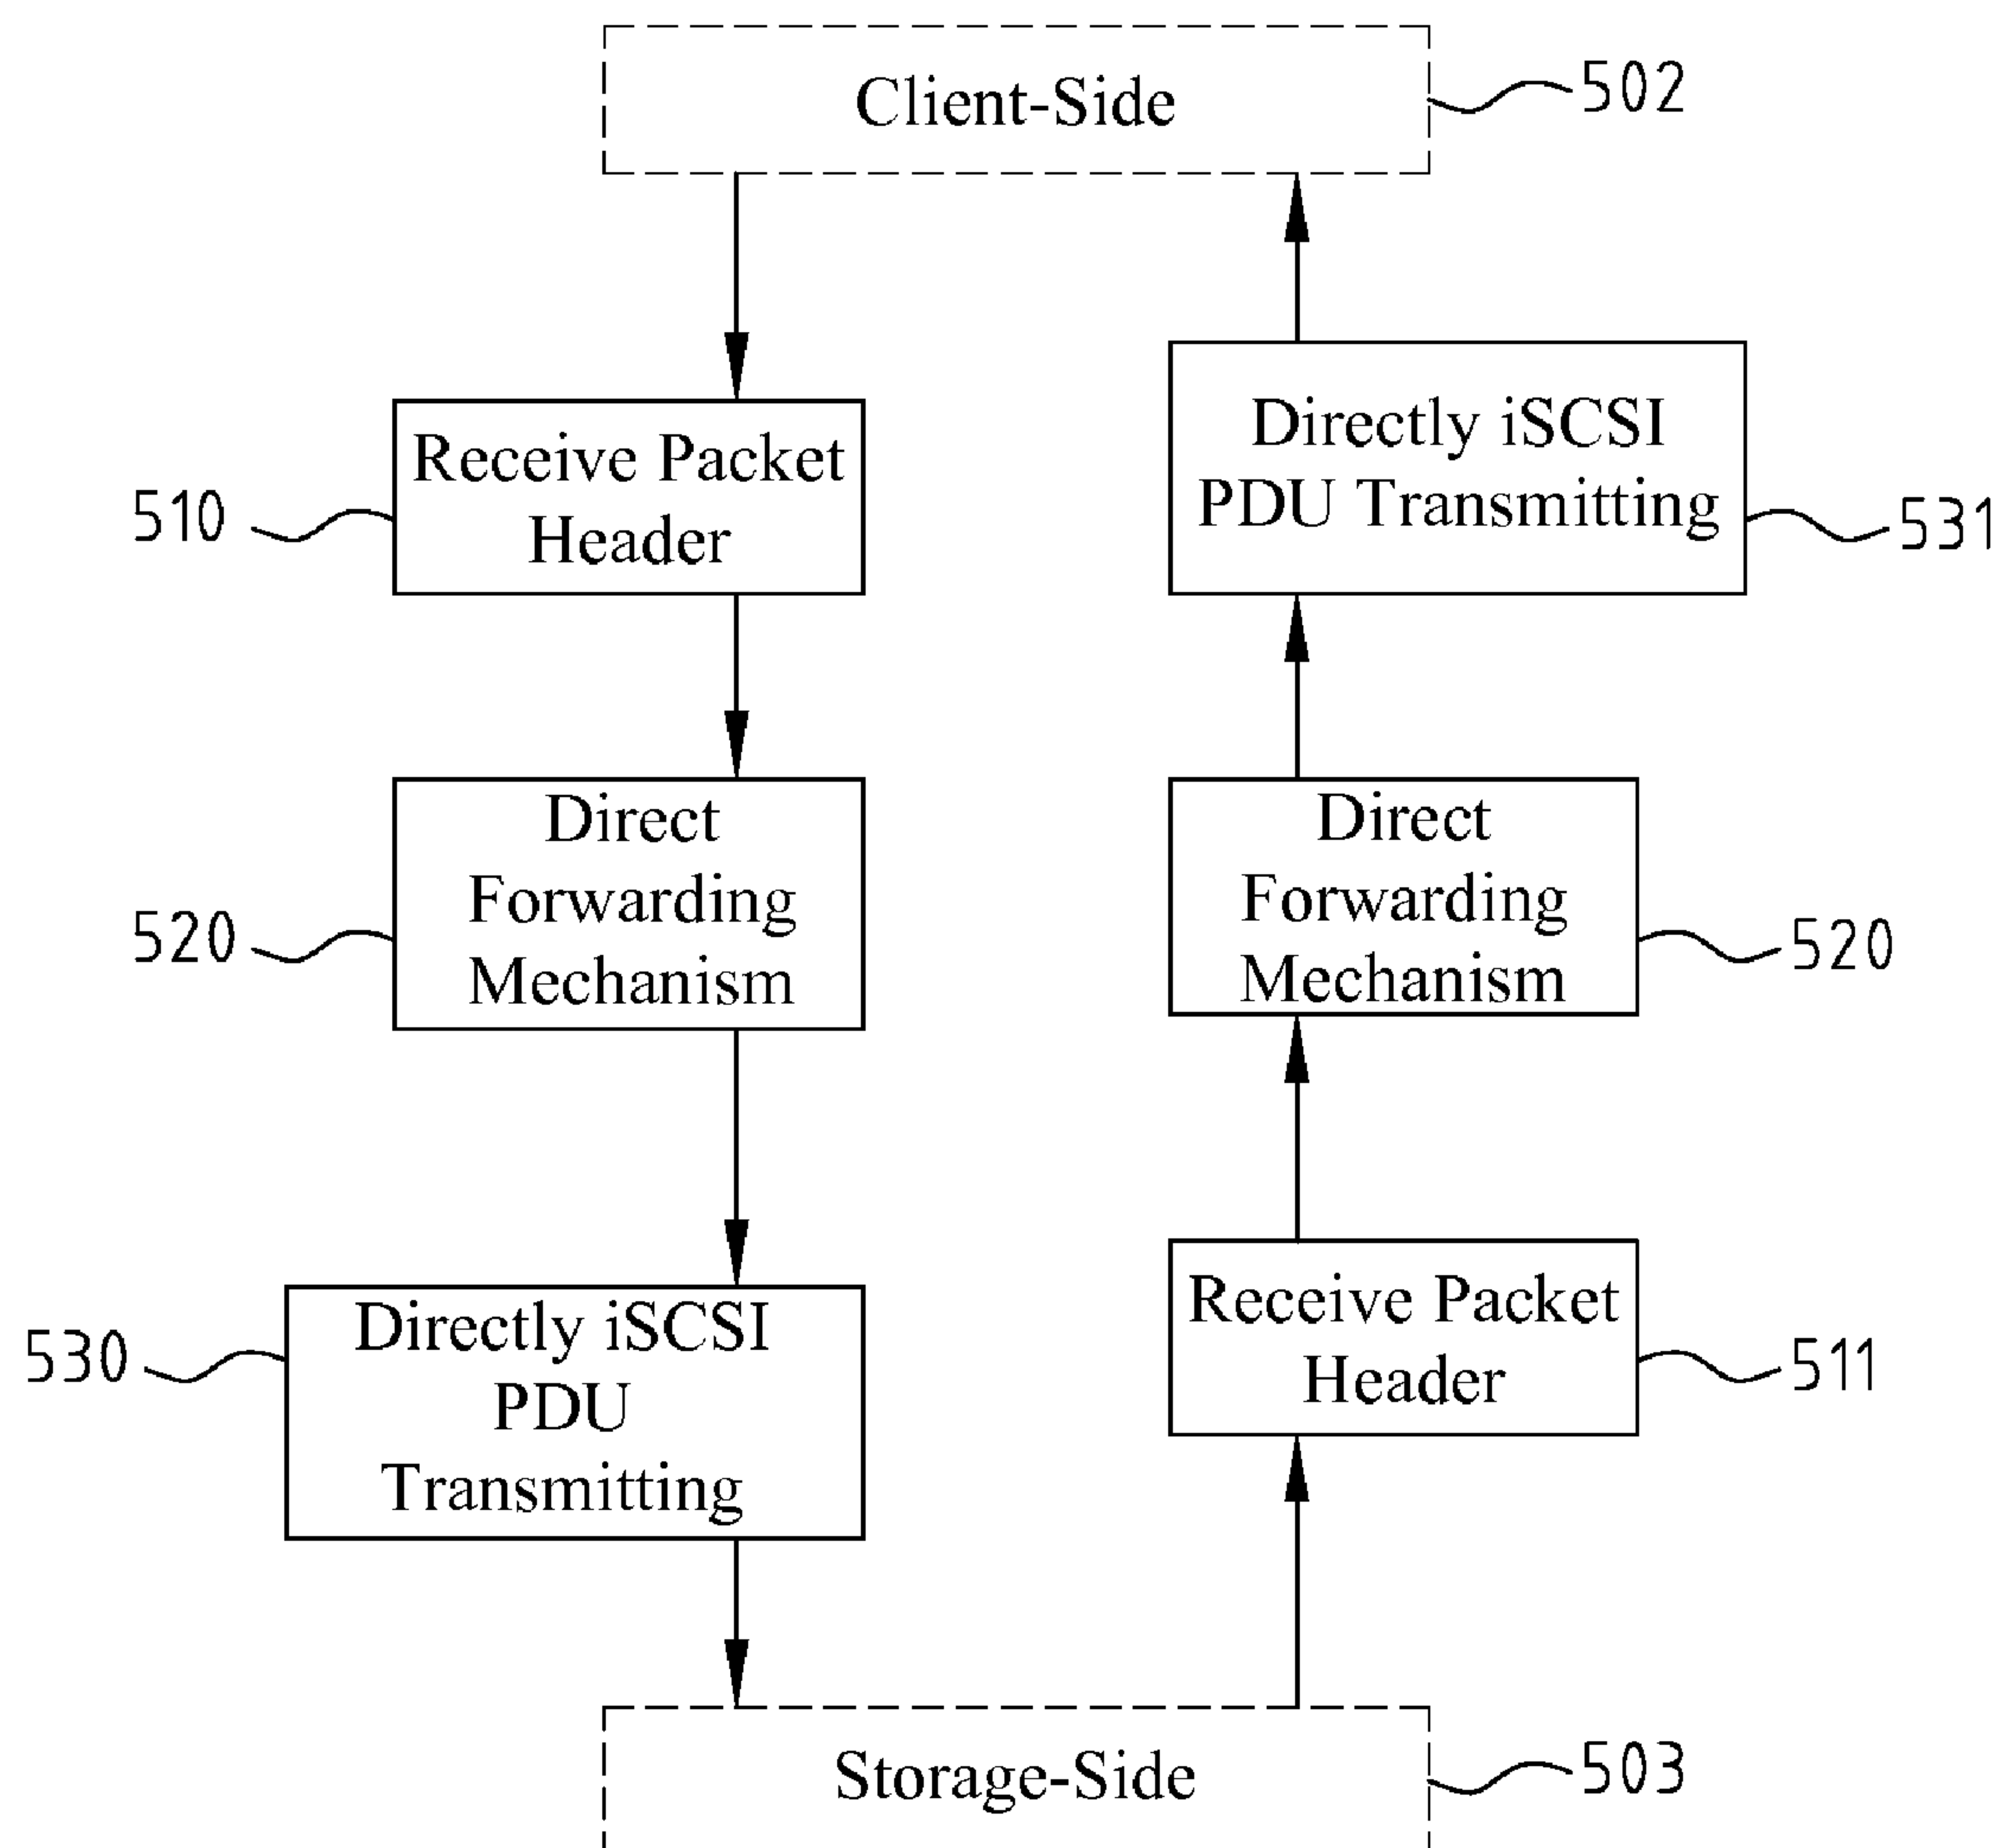 Client-Side
502
Receive Packet
Header
510
Directly iSCSI
PDU Transmitting
531
Direct
Forwarding
Mechanism
520
Direct
Forwarding
Mechanism
520
Directly iSCSI
PDU
Transmitting
530
Receive Packet
Header
511
Storage-Side
503